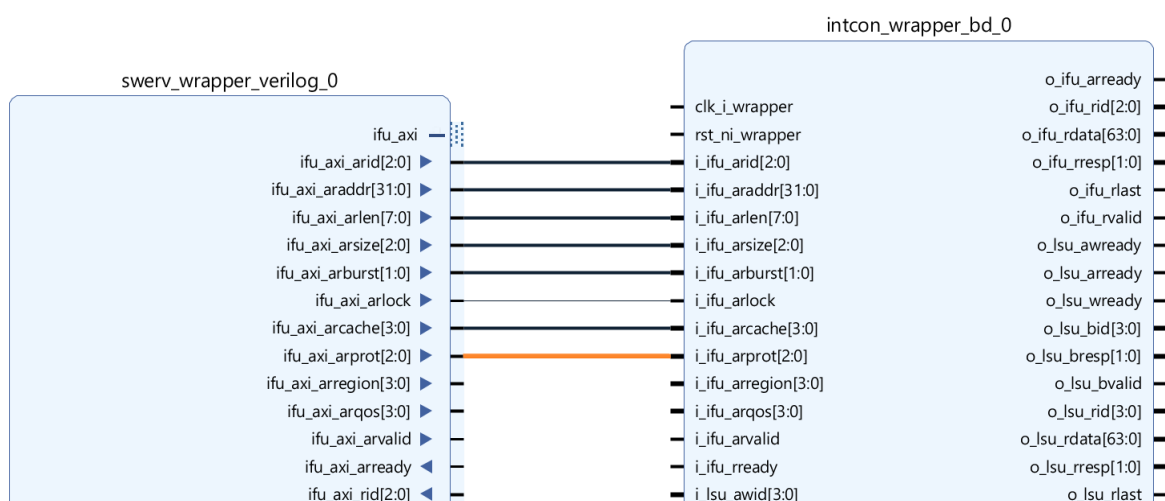 intcon_wrapper_bd_0
swerv_wrapper_verilog_0
ifu_axi
ifu_axi_arid[2:0]
ifu_axi_araddr[31:0]
ifu_axi_arlen[7:0]
ifu_axi_arsize[2:0]
ifu_axi_arburst[1:0]
ifu_axi_arlock
ifu_axi_arcache[3:0]
ifu_axi_arprot[2:0]
ifu_axi_arregion[3:0]
ifu_axi_arqos[3:0]
ifu_axi_arvalid
ifu_axi_arready
ifu_axi_rid[2:0]
clk_i_wrapper
rst_ni_wrapper
i_ifu_arid[2:0]
i_ifu_araddr[31:0]
i_ifu_arlen[7:0]
i_ifu_arsize[2:0]
i_ifu_arburst[1:0]
i_ifu_arlock
i_ifu_arcache[3:0]
i_ifu_arprot[2:0]
i_ifu_arregion[3:0]
i_ifu_arqos[3:0]
i_ifu_arvalid
i_ifu_rready
i_lsu_awid[3:0]
o_ifu_arready
o_ifu_rid[2:0]
o_ifu_rdata[63:0]
o_ifu_rresp[1:0]
o_ifu_rlast
o_ifu_rvalid
o_lsu_awready
o_lsu_arready
o_lsu_wready
o_lsu_bid[3:0]
o_lsu_bresp[1:0]
o_lsu_bvalid
o_lsu_rid[3:0]
o_lsu_rdata[63:0]
o_lsu_rresp[1:0]
o_lsu_rlast